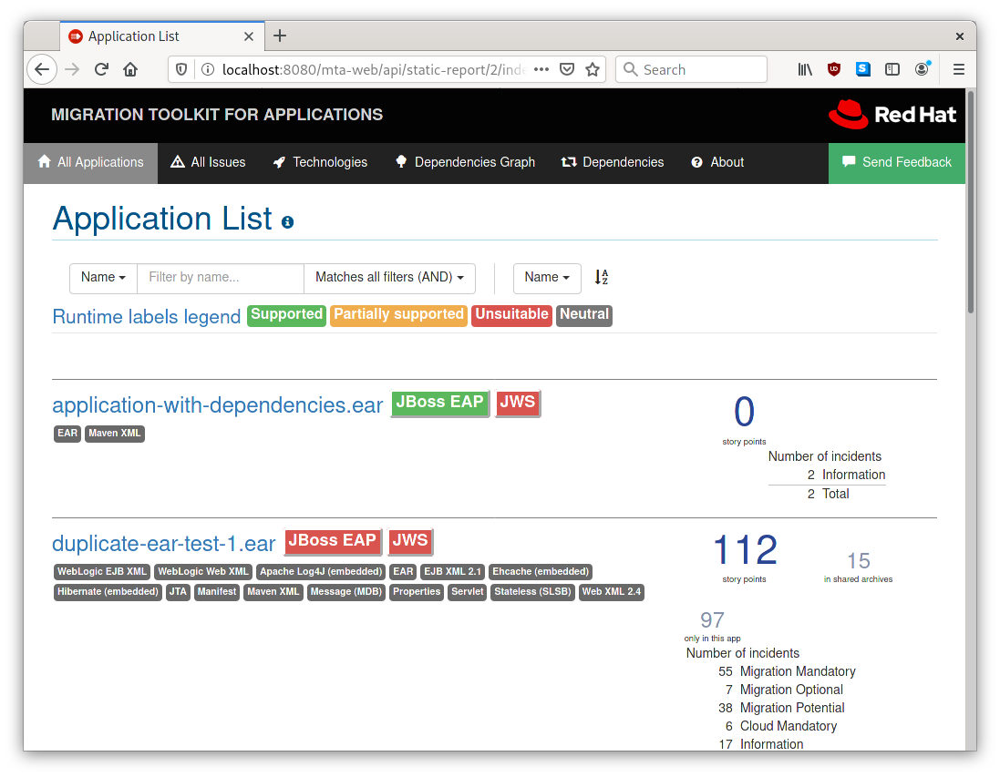 Application List
localhost:8080/mta-web/api/static-report/2/inde
Search
MIGRATION TOOLKIT FOR APPLICATIONS
Red Hat
All Applications All Issues Technologies Dependencies Graph Dependencies About Send Feedback
Application List
Name Filter by name... Matches all filters (AND) Name
Runtime labels legend Supported Partially supported Unsuitable Neutral
application-with-dependencies.ear JBoss EAP JWS
EAR Maven XML
0
story points
Number of incidents
2 Information
2 Total
duplicate-ear-test-1.ear JBoss EAP JWS
WebLogic EJB XML WebLogic Web XML Apache Log4J (embedded) EAR EJB XML 2.1 Ehcache (embedded)
Hibernate (embedded) JTA Manifest Maven XML Message (MDB) Properties Servlet Stateless (SLSB) Web XML 2.4
112
story points
15
in shared archives
97
only in this app
Number of incidents
55 Migration Mandatory
7 Migration Optional
38 Migration Potential
6 Cloud Mandatory
17 Information